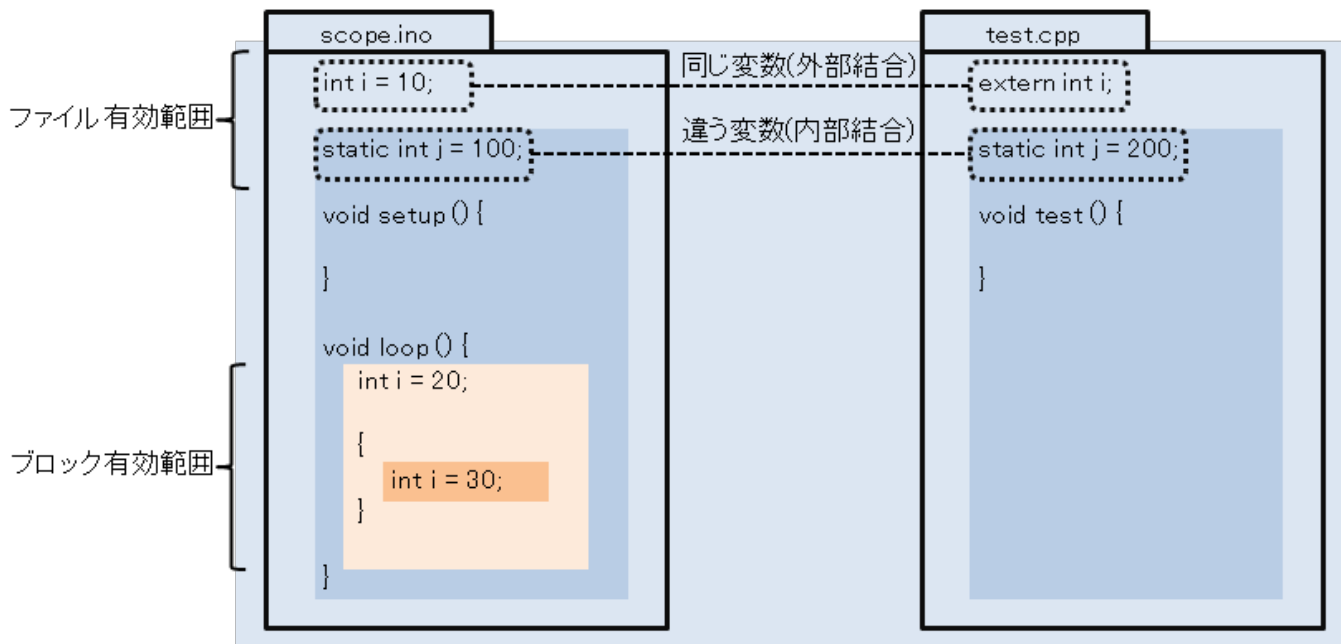 scope.ino
test.cpp
ファイル有効範囲
int i = 10;
同じ変数(外部結合)
extern int i;
static int j = 100;
違う変数(内部結合)
static int j = 200;
void setup () {
}
void test () {
}
void loop () {
ブロック有効範囲
int i = 20;
{
int i = 30;
}
}